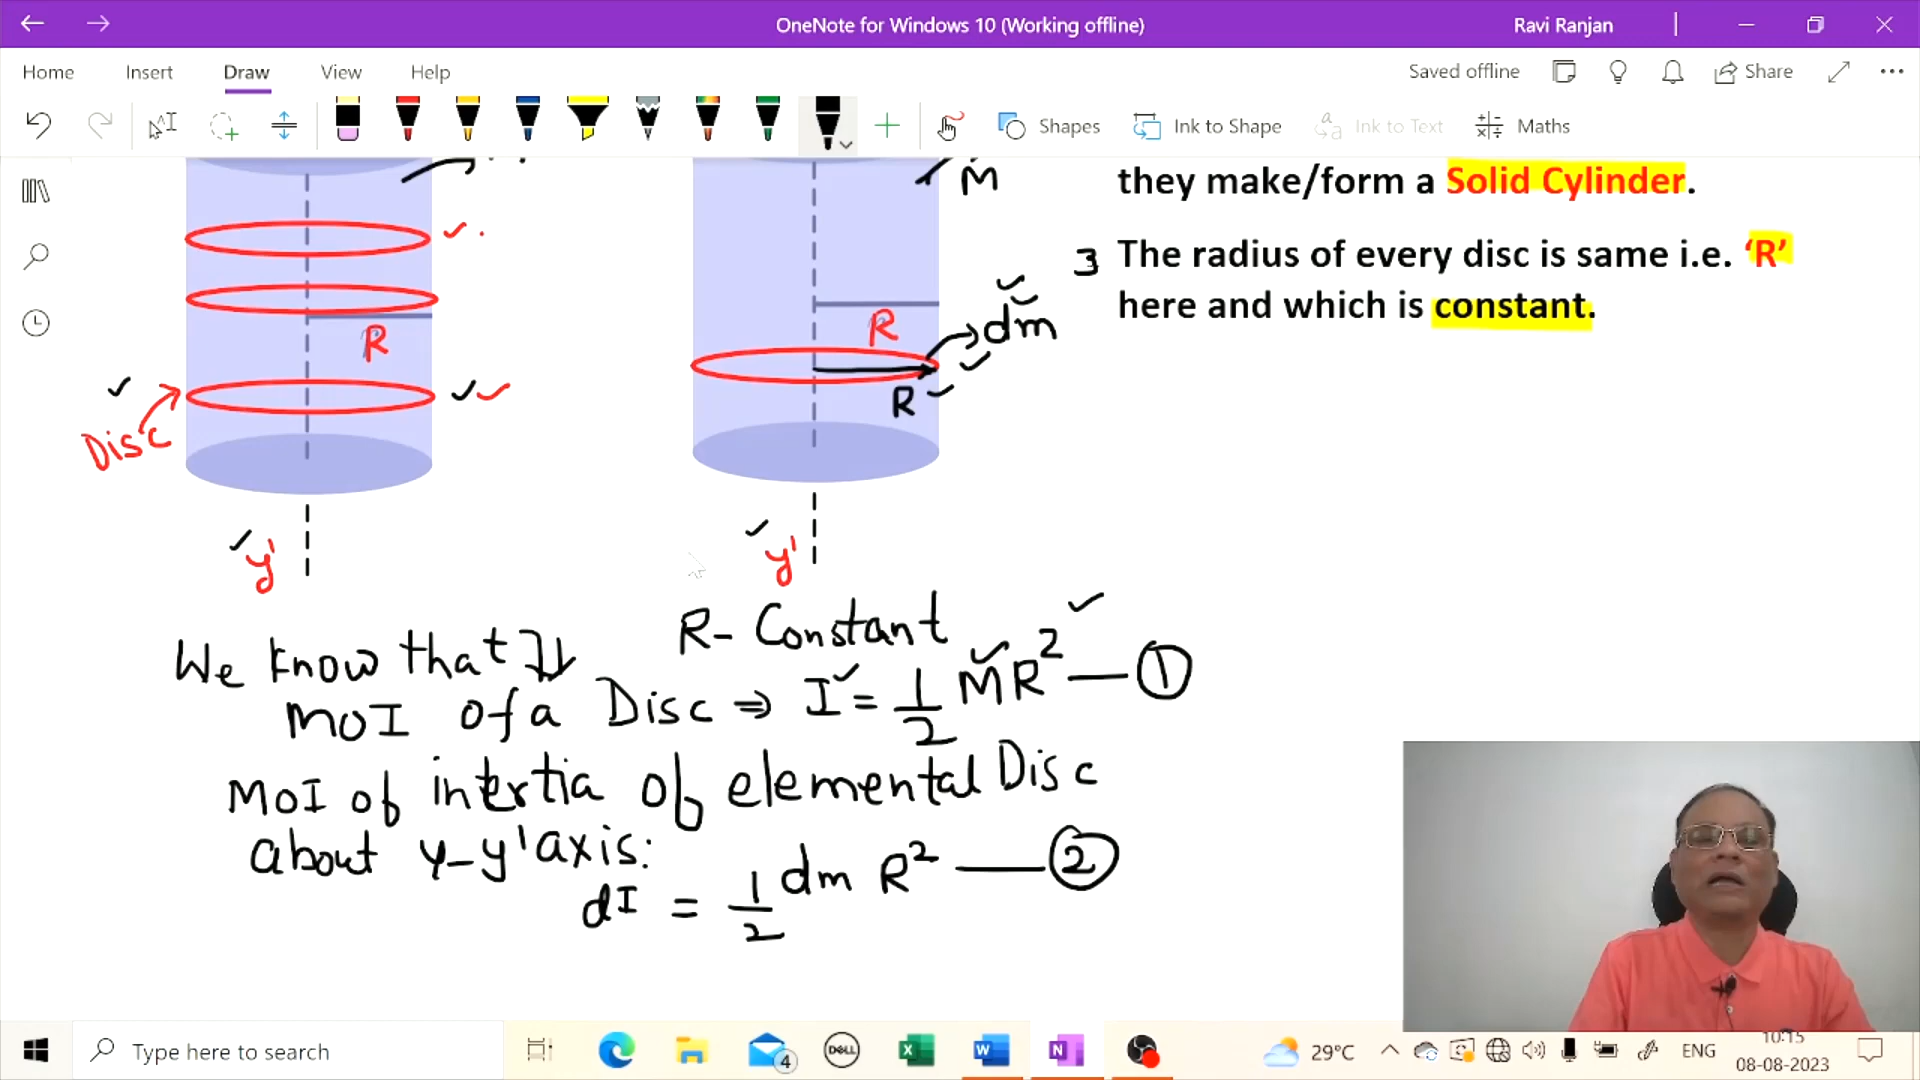 OneNote for Windows 10 (Working offline)
Ravi Ranjan
Home Insert Draw View Help
Saved offline
Share
Shapes
Ink to Shape
Ink to Text
Maths
M
they make/form a Solid Cylinder.
3 The radius of every disc is same i.e. ‘R’
here and which is constant.
R
Disc
y'
R
dm
R
y'
R- Constant
We know that
MOI of a Disc ⇒ I = 1/2 MR² — ①
MOI of intertia of elemental Disc
about y-y' axis:
dI = 1/2 dm R² — ②
Type here to search
4
DELL
X
W
N
29°C
ENG
10:15
08-08-2023